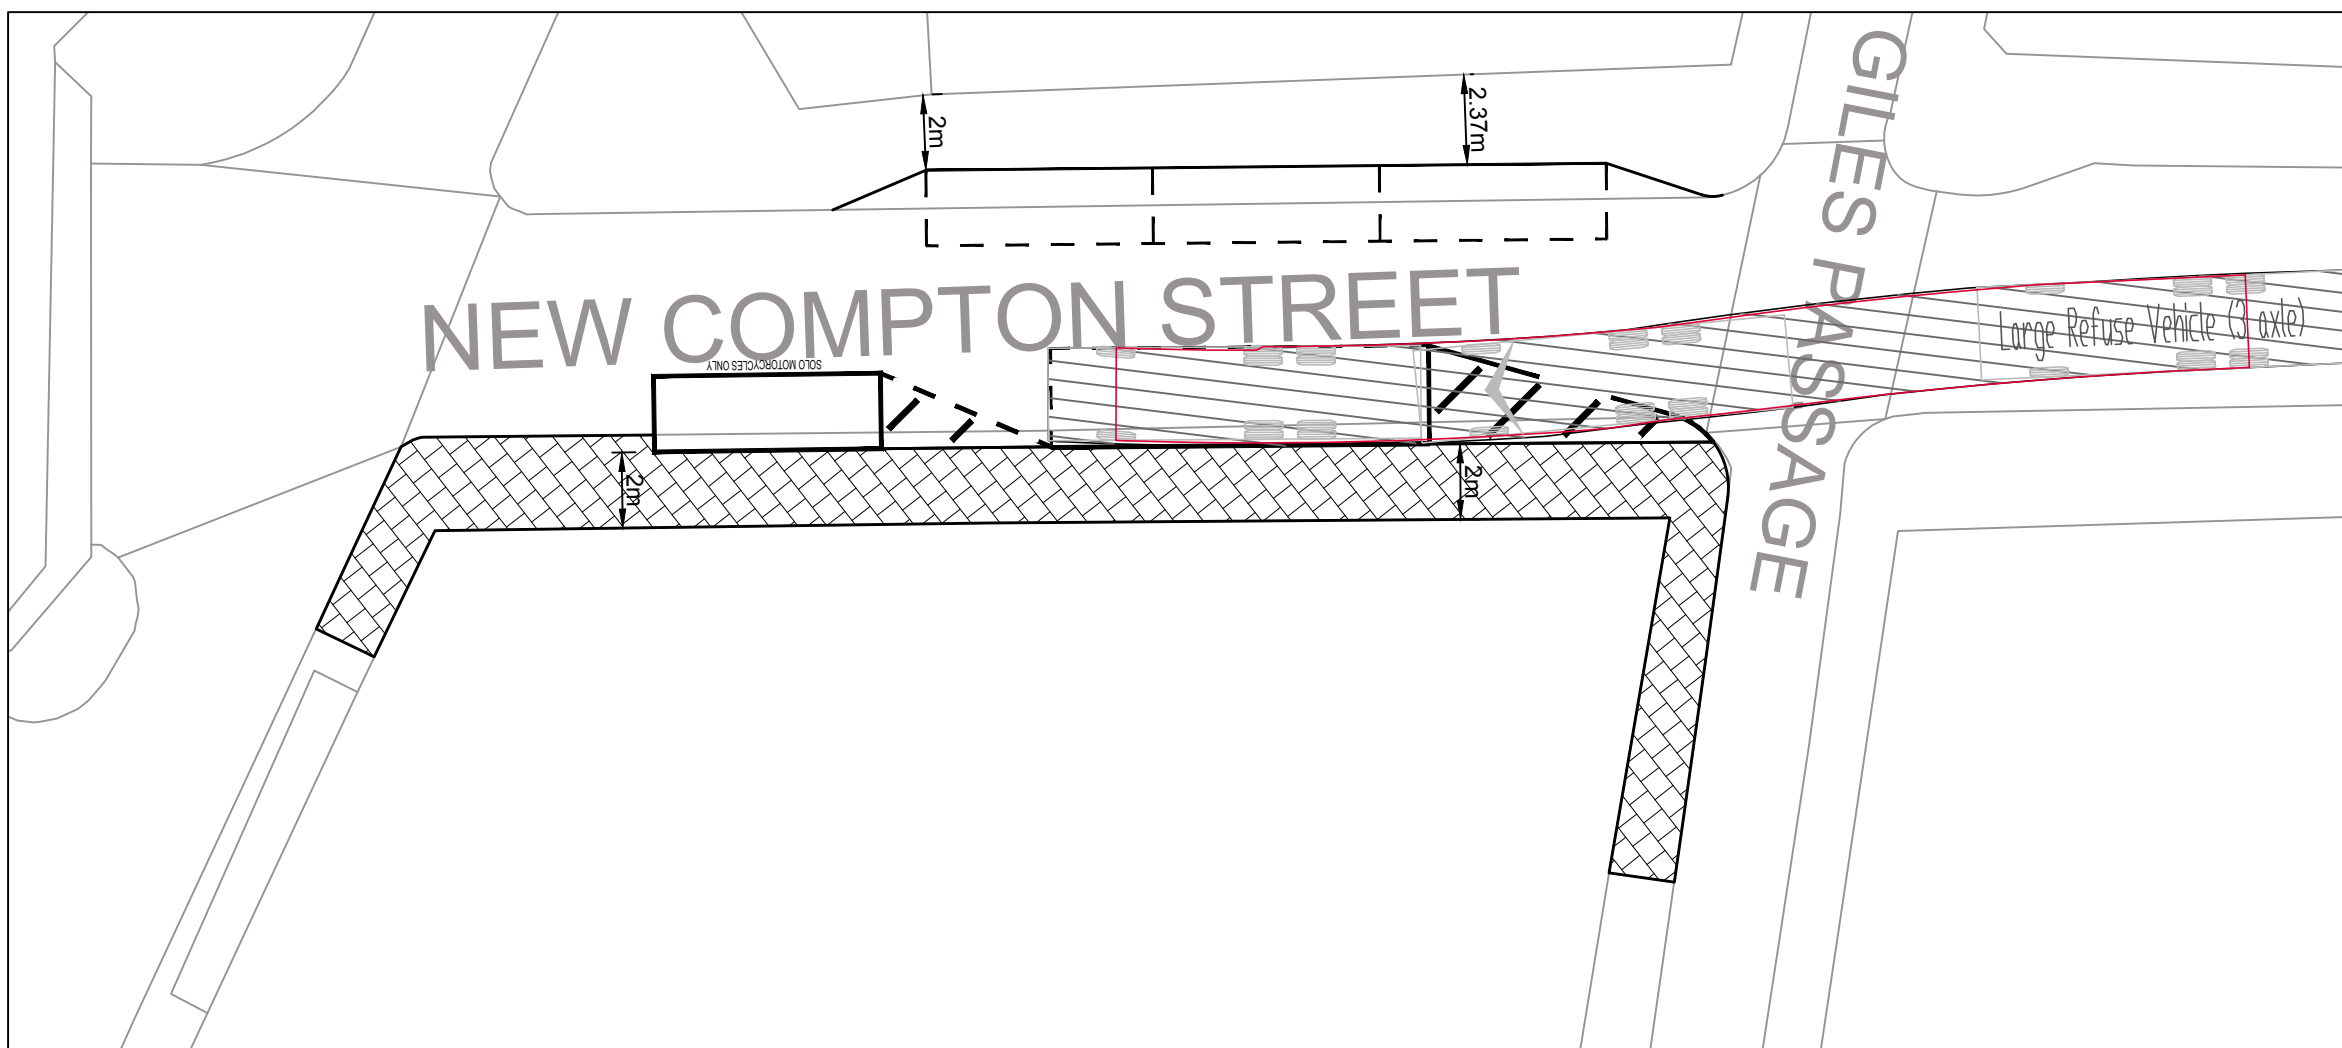 GILES PASSAGE
2m
2.37m
NEW COMPTON STREET
Large Refuse Vehicle (3 axle)
SOLO MOTORCYCLES ONLY
2m
2m